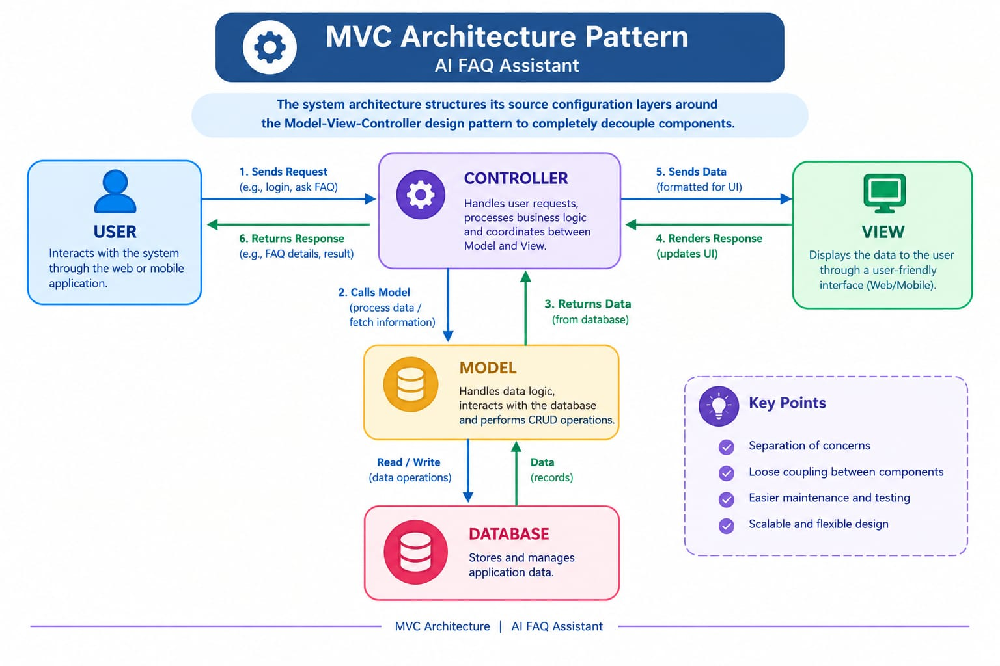 MVC Architecture Pattern
AI FAQ Assistant
The system architecture structures its source configuration layers around
the Model-View-Controller design pattern to completely decouple components.
USER
Interacts with the system
through the web or mobile
application.
1. Sends Request
(e.g., login, ask FAQ)
6. Returns Response
(e.g., FAQ details, result)
CONTROLLER
Handles user requests,
processes business logic
and coordinates between
Model and View.
5. Sends Data
(formatted for UI)
4. Renders Response
(updates UI)
VIEW
Displays the data to the user
through a user-friendly
interface (Web/Mobile).
2. Calls Model
(process data /
fetch information)
3. Returns Data
(from database)
MODEL
Handles data logic,
interacts with the database
and performs CRUD operations.
Read / Write
(data operations)
Data
(records)
DATABASE
Stores and manages
application data.
Key Points
Separation of concerns
Loose coupling between components
Easier maintenance and testing
Scalable and flexible design
MVC Architecture | AI FAQ Assistant